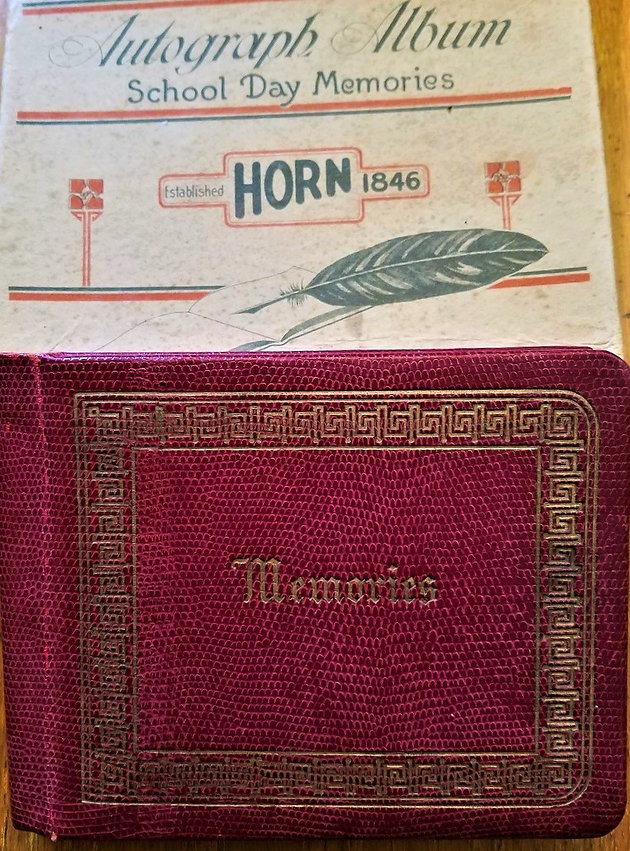 Autograph Album
School Day Memories
Established HORN 1846
Memories